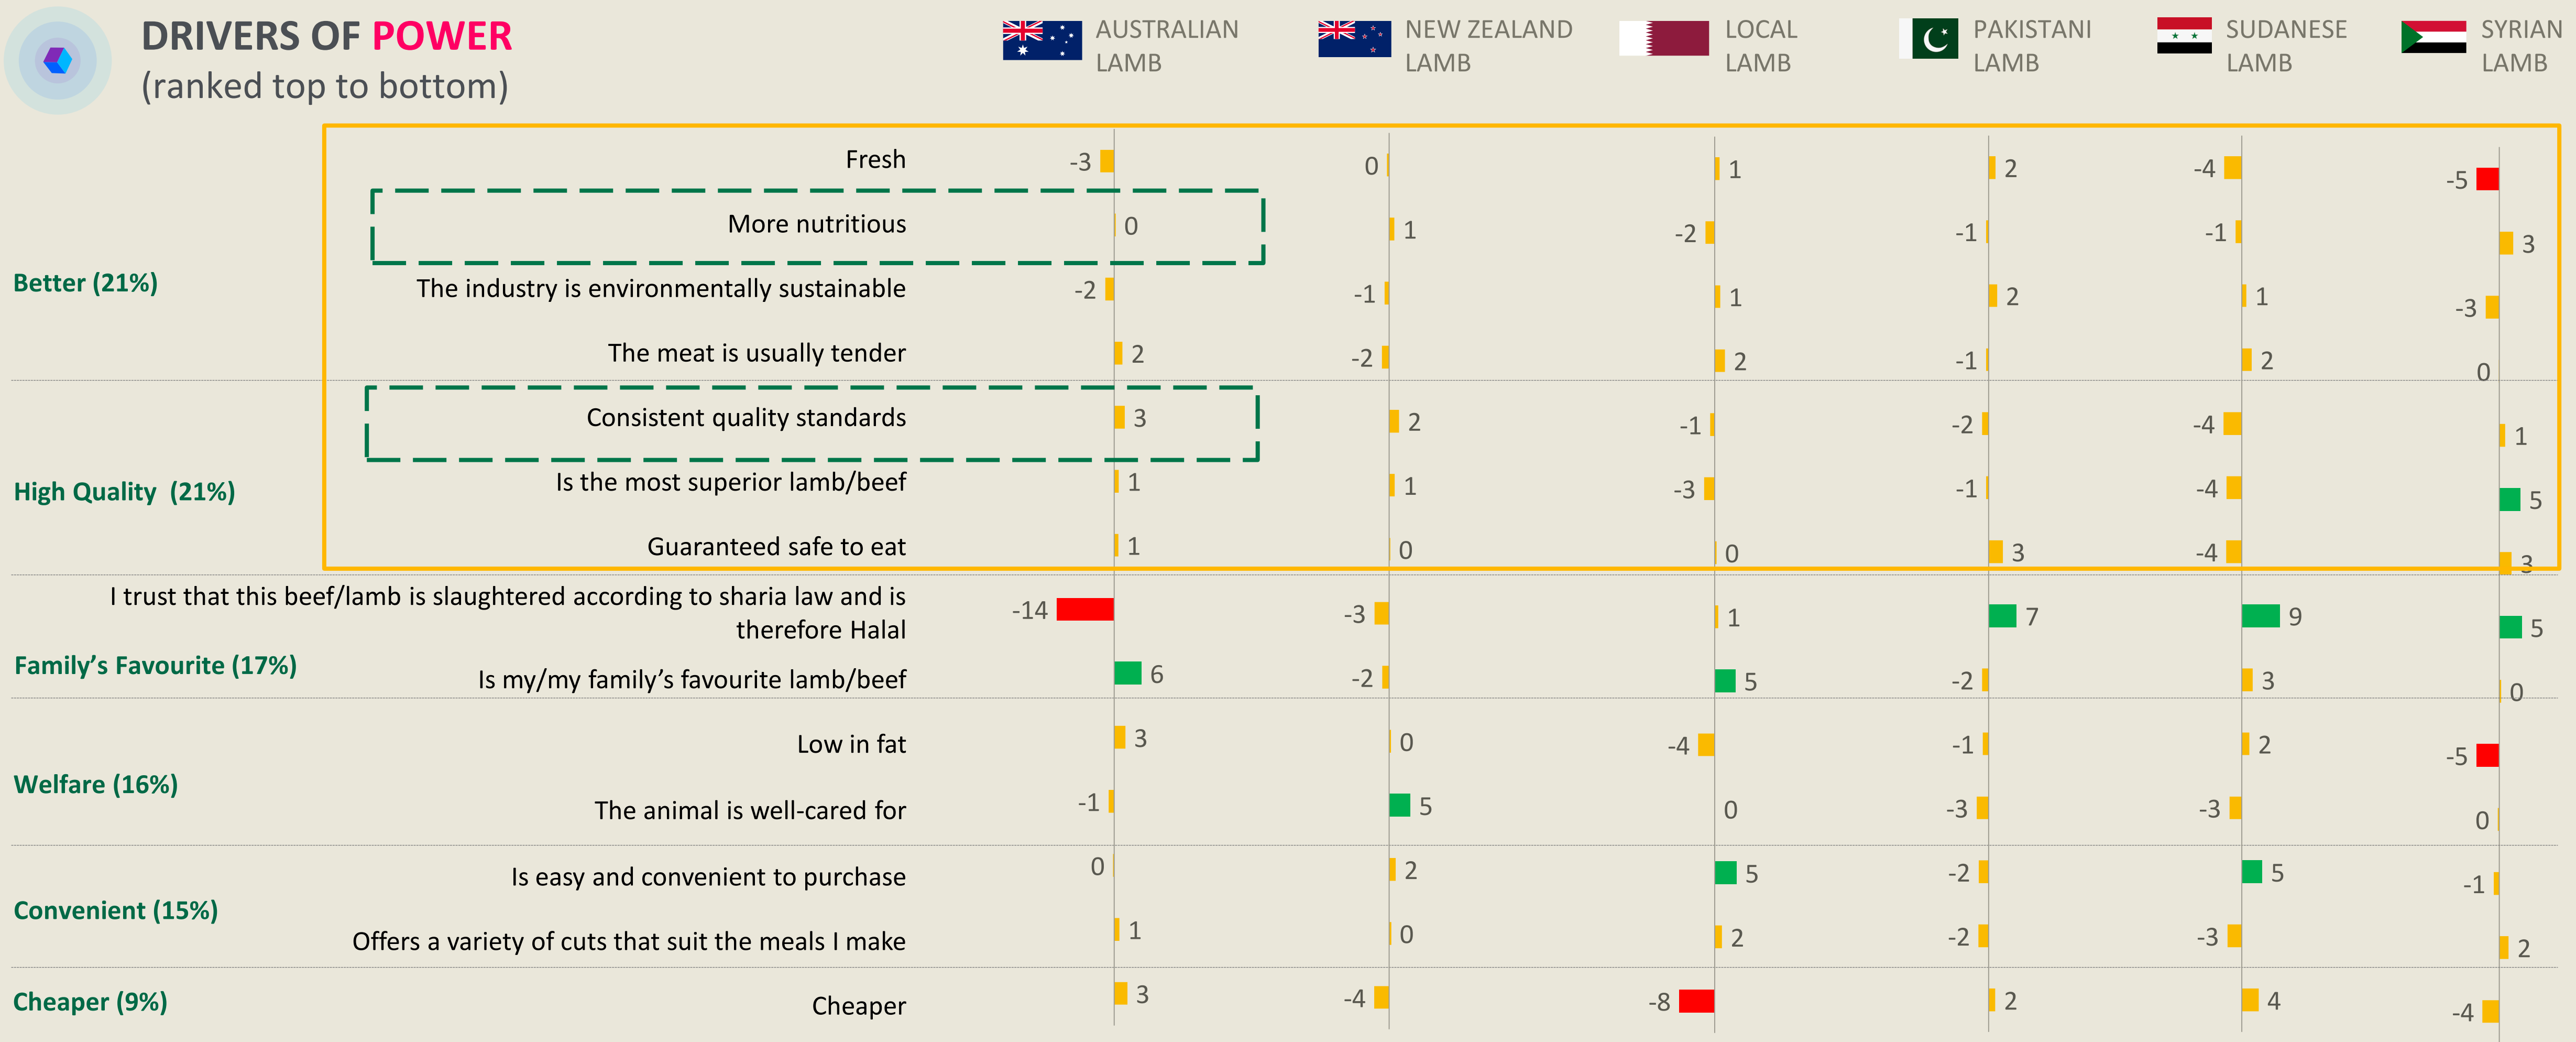 DRIVERS OF POWER
(ranked top to bottom)
AUSTRALIAN
LAMB
NEW ZEALAND
LAMB
LOCAL
LAMB
PAKISTANI
LAMB
SUDANESE
LAMB
SYRIAN
LAMB
Better (21%)
Fresh -3 0 1 2 -4 -5
More nutritious 0 1 -2 -1 -1 3
The industry is environmentally sustainable -2 -1 1 2 1 -3
The meat is usually tender 2 -2 2 -1 2 0
High Quality (21%)
Consistent quality standards 3 2 -1 -2 -4 1
Is the most superior lamb/beef 1 1 -3 -1 -4 5
Guaranteed safe to eat 1 0 0 3 -4 3
Family’s Favourite (17%)
I trust that this beef/lamb is slaughtered according to sharia law and is
therefore Halal
-14 -3 1 7 9 5
Is my/my family’s favourite lamb/beef 6 -2 5 -2 3 0
Welfare (16%)
Low in fat 3 0 -4 -1 2 -5
The animal is well-cared for -1 5 0 -3 -3 0
Convenient (15%)
Is easy and convenient to purchase 0 2 5 -2 5 -1
Offers a variety of cuts that suit the meals I make 1 0 2 -2 -3 2
Cheaper (9%)
Cheaper 3 -4 -8 2 4 -4